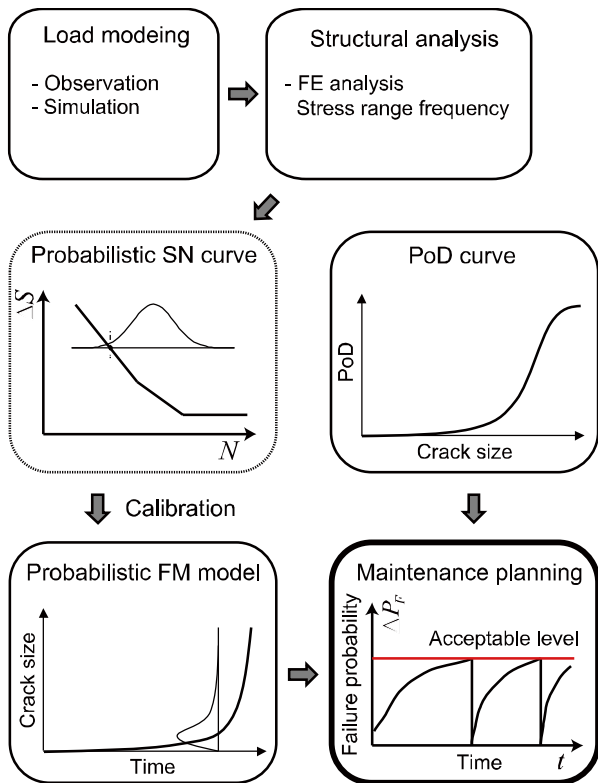 Load modeing
- Observation
- Simulation
Structural analysis
- FE analysis
Stress range frequency
Probabilistic SN curve
ΔS
N
PoD curve
PoD
Crack size
Calibration
Probabilistic FM model
Crack size
Time
Maintenance planning
Failure probability
ΔP_F
Acceptable level
Time
t